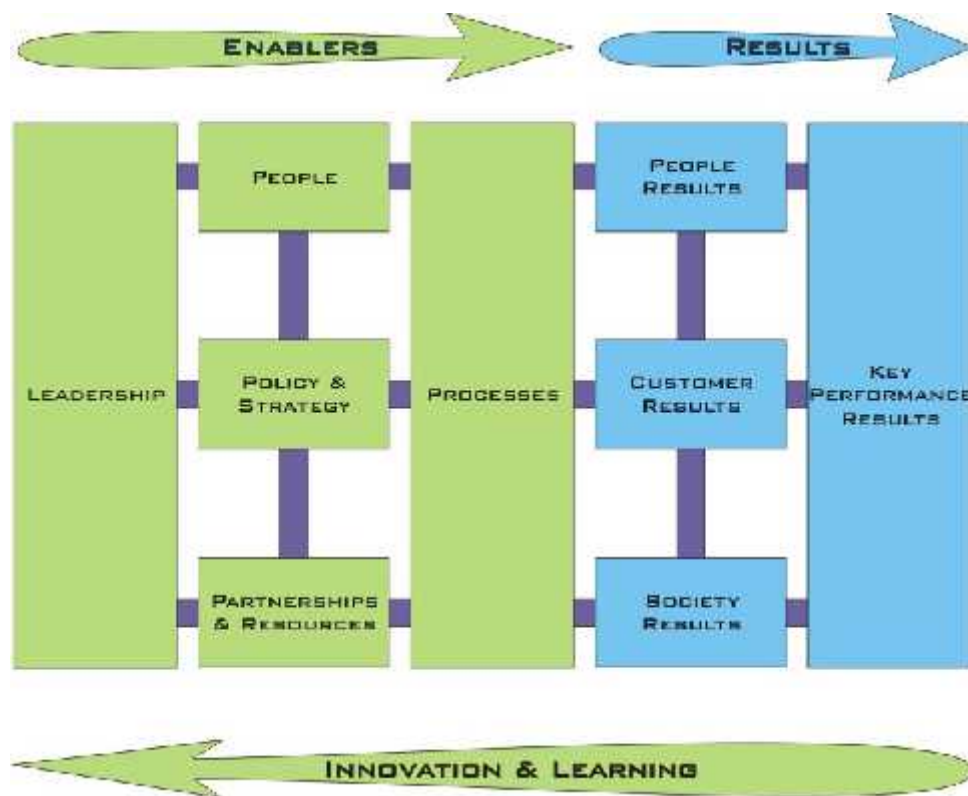 ENABLERS
RESULTS
PEOPLE
PEOPLE
RESULTS
LEADERSHIP
POLICY &
STRATEGY
PROCESSES
CUSTOMER
RESULTS
KEY
PERFORMANCE
RESULTS
PARTNERSHIPS
& RESOURCES
SOCIETY
RESULTS
INNOVATION & LEARNING